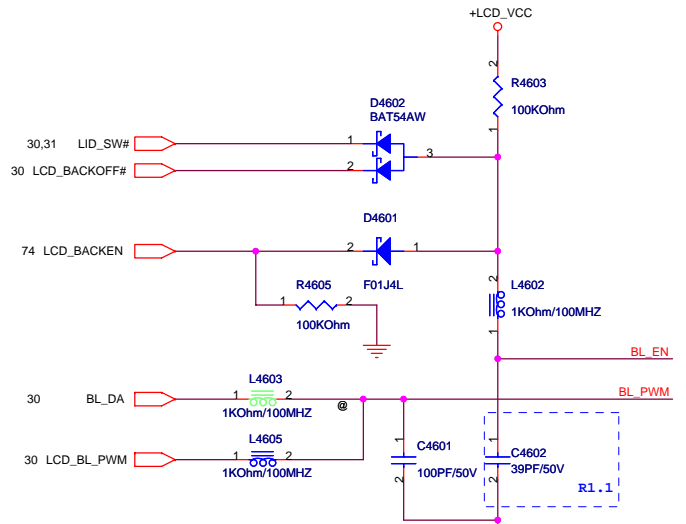 +LCD_VCC
2
R4603
100KOhm
1
D4602
BAT54AW
30,31 LID_SW# 1
3
30 LCD_BACKOFF# 2
D4601
74 LCD_BACKEN 2 1
F01J4L
R4605
1 2
100KOhm
2
L4602
1KOhm/100MHZ
1
BL_EN
L4603
30 BL_DA 1 2
1KOhm/100MHZ
@
BL_PWM
L4605
30 LCD_BL_PWM 1 2
1KOhm/100MHZ
1
C4601
100PF/50V
2
1
C4602
39PF/50V
2
R1.1